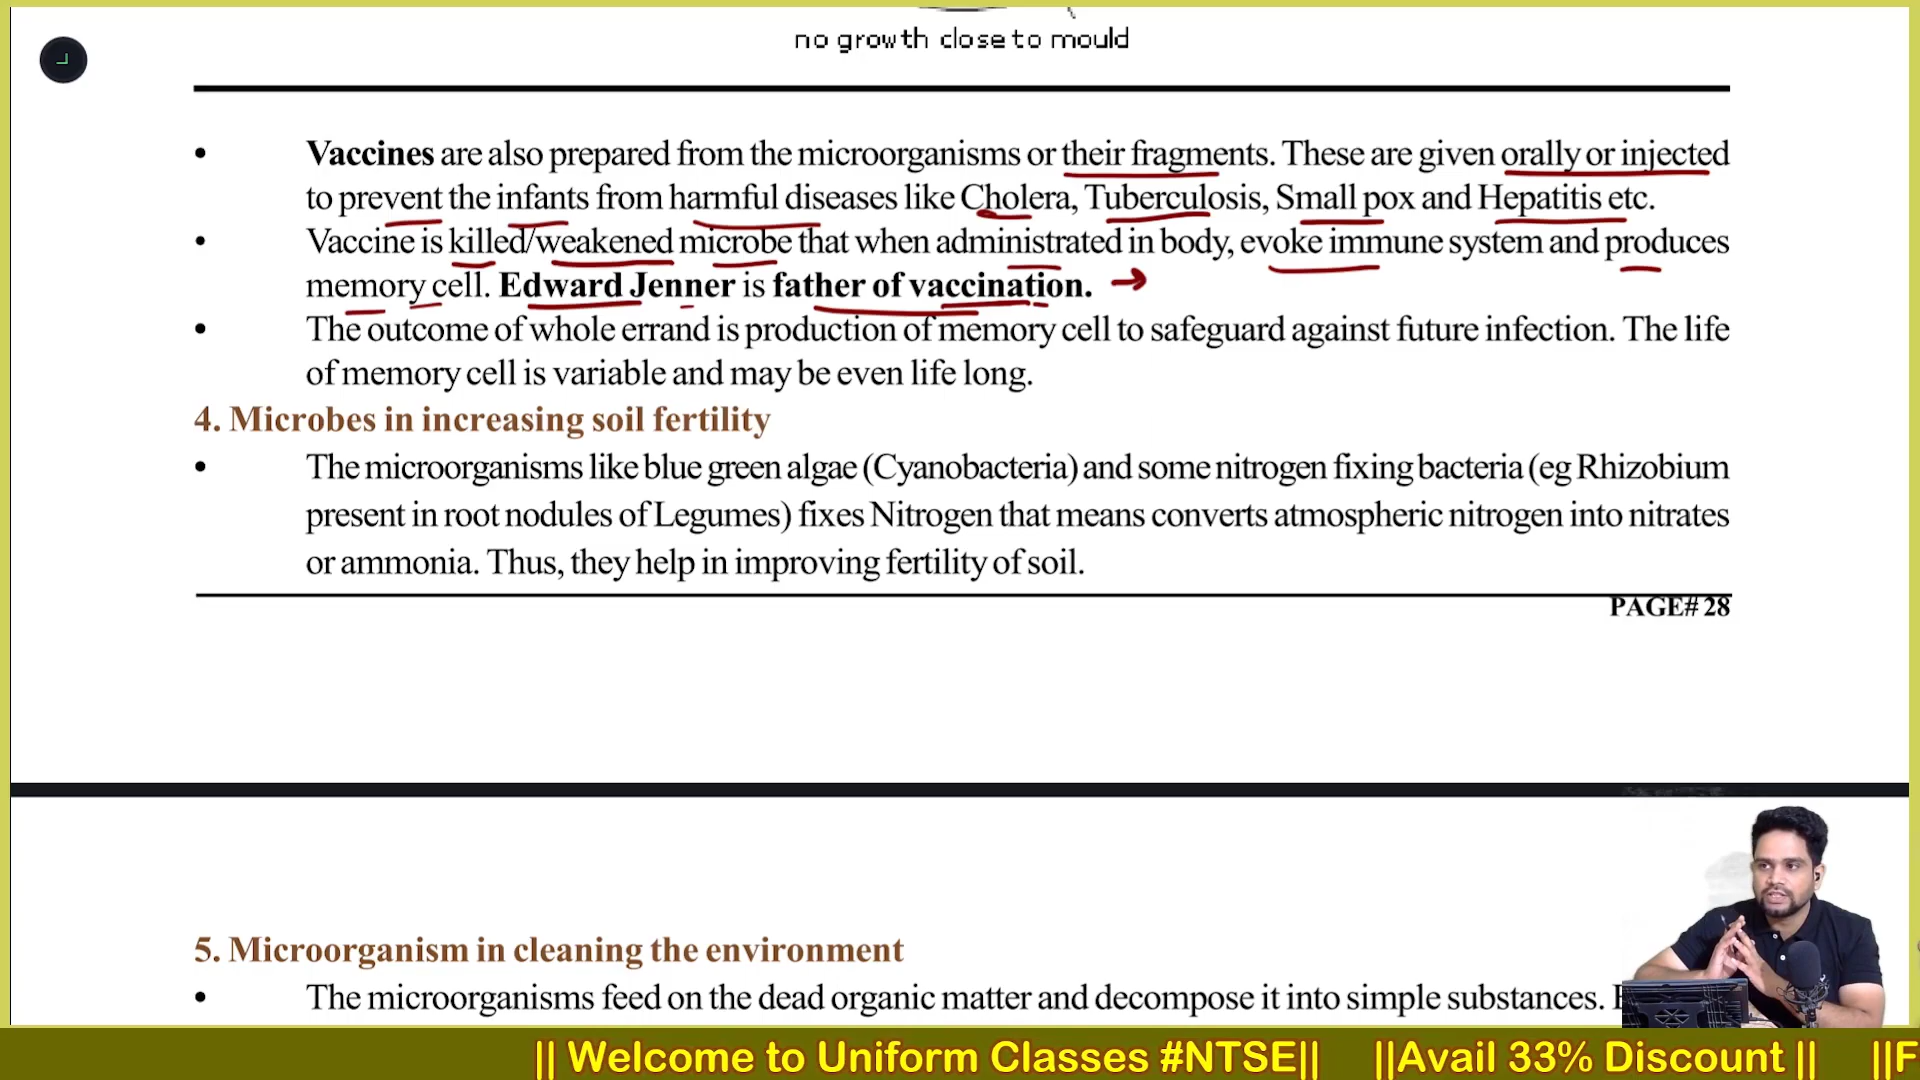 no growth close to mould
• Vaccines are also prepared from the microorganisms or their fragments. These are given orally or injected
to prevent the infants from harmful diseases like Cholera, Tuberculosis, Small pox and Hepatitis etc.
• Vaccine is killed/weakened microbe that when administrated in body, evoke immune system and produces
memory cell. Edward Jenner is father of vaccination.
• The outcome of whole errand is production of memory cell to safeguard against future infection. The life
of memory cell is variable and may be even life long.
4. Microbes in increasing soil fertility
• The microorganisms like blue green algae (Cyanobacteria) and some nitrogen fixing bacteria (eg Rhizobium
present in root nodules of Legumes) fixes Nitrogen that means converts atmospheric nitrogen into nitrates
or ammonia. Thus, they help in improving fertility of soil.
PAGE# 28
5. Microorganism in cleaning the environment
• The microorganisms feed on the dead organic matter and decompose it into simple substances.
|| Welcome to Uniform Classes #NTSE|| ||Avail 33% Discount || ||F